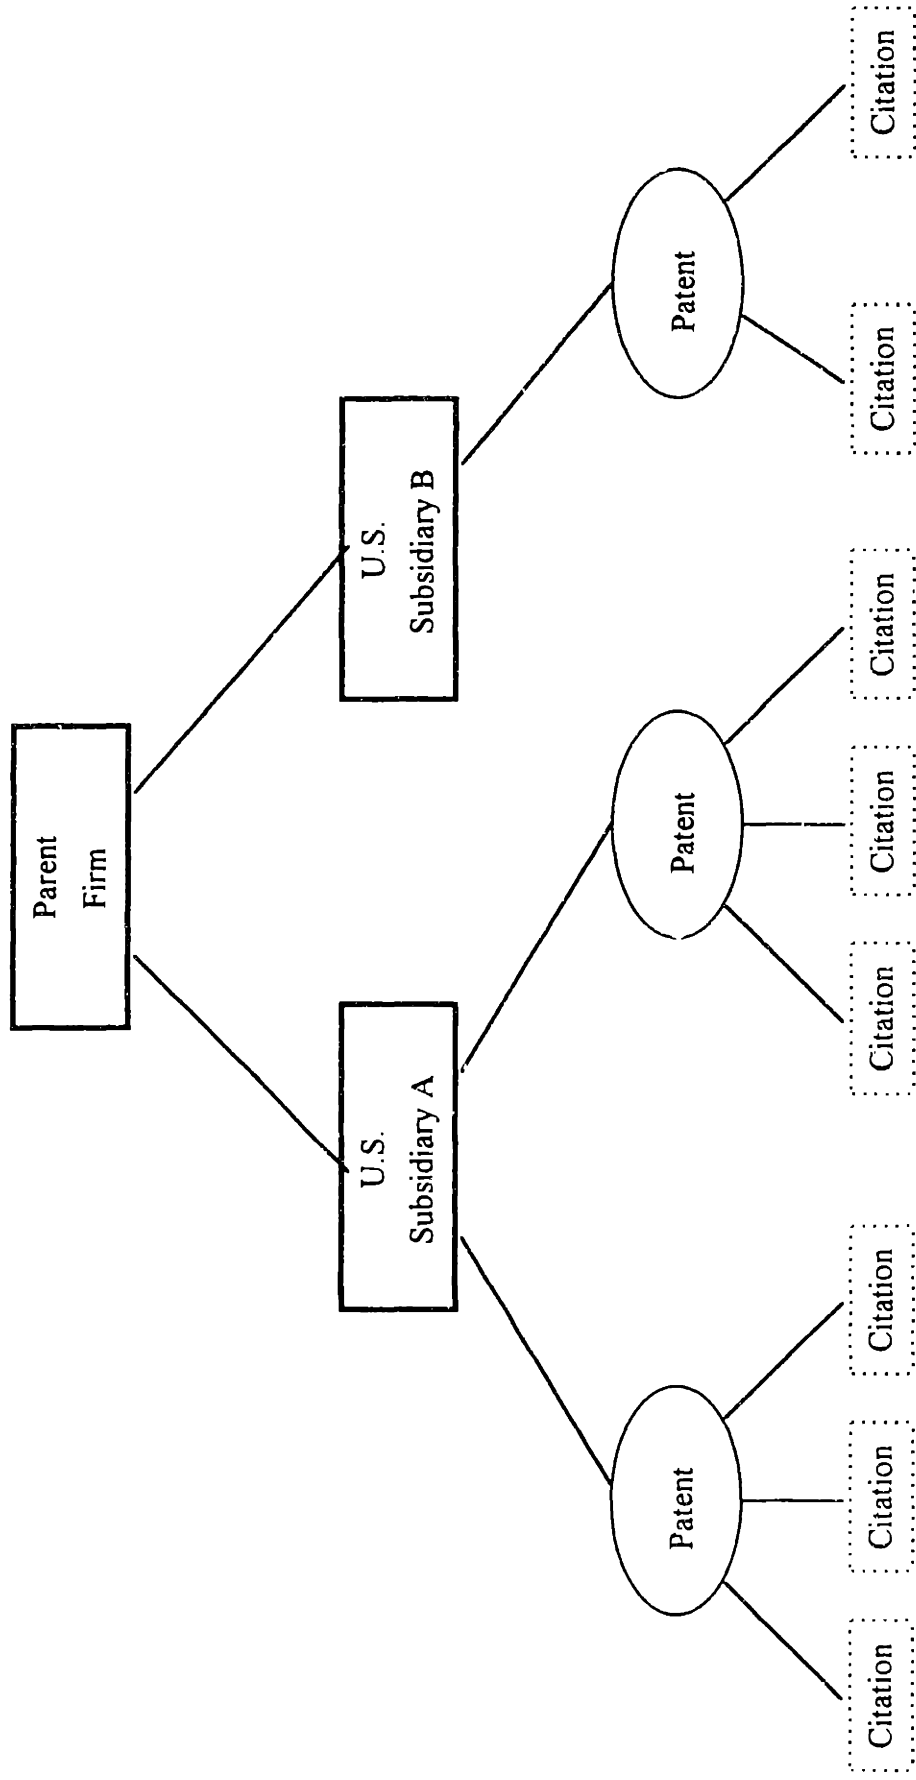 Parent
Firm
U.S.
Subsidiary A
U.S.
Subsidiary B
Patent
Patent
Patent
Citation
Citation
Citation
Citation
Citation
Citation
Citation
Citation